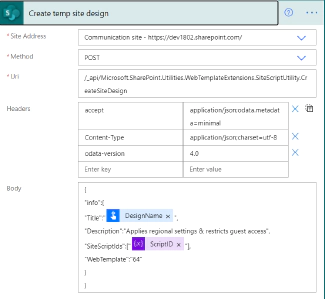 Create temp site design
* Site Address
Communication site - https://dev1802.sharepoint.com/
* Method
POST
* Uri
/_api/Microsoft.SharePoint.Utilities.WebTemplateExtensions.SiteScriptUtility.Cr
eateSiteDesign
Headers
accept
application/json;odata.metadat
a=minimal
Content-Type
application/json;charset=utf-8
odata-version
4.0
Enter key
Enter value
Body
{
"info":{
"Title":" DesignName x ",
"Description":"Applies regional settings & restricts guest access",
"SiteScriptIds":[" {x} ScriptID x "],
"WebTemplate":"64"
}
}